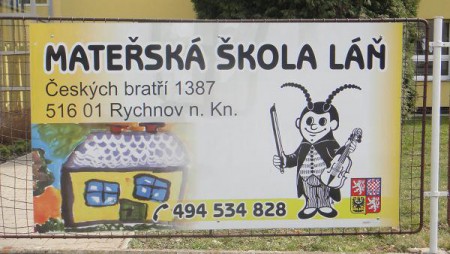 MATEŘSKÁ ŠKOLA LÁŇ
Českých bratří 1387
516 01 Rychnov n. Kn.
494 534 828